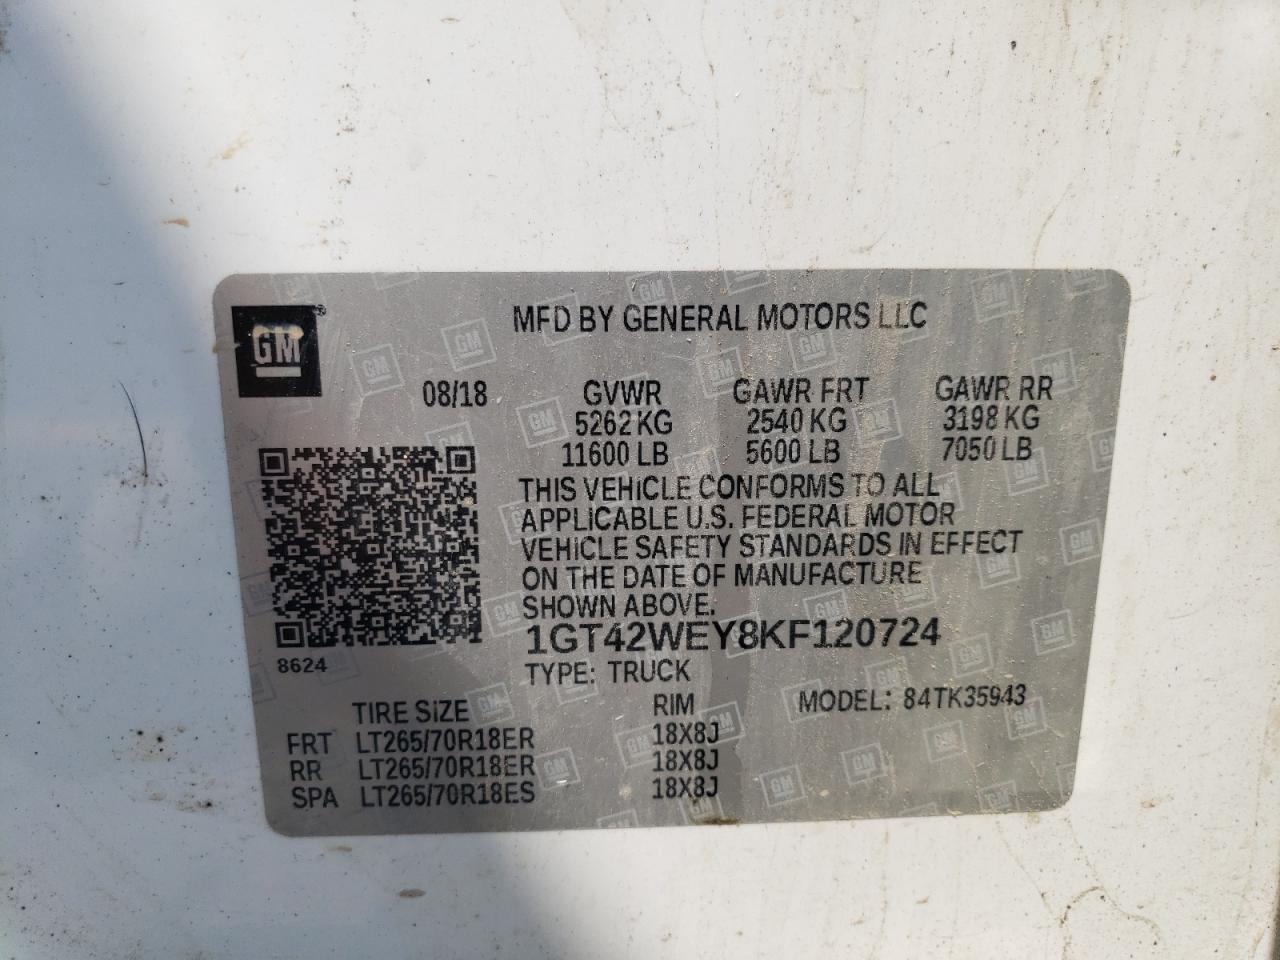 GM
MFD BY GENERAL MOTORS LLC
08/18 GVWR GAWR FRT GAWR RR
5262 KG 2540 KG 3198 KG
11600 LB 5600 LB 7050 LB
THIS VEHICLE CONFORMS TO ALL
APPLICABLE U.S. FEDERAL MOTOR
VEHICLE SAFETY STANDARDS IN EFFECT
ON THE DATE OF MANUFACTURE
SHOWN ABOVE.
1GT42WEY8KF120724
8624
TYPE: TRUCK
TIRE SIZE RIM MODEL: 84TK35943
FRT LT265/70R18ER 18X8J
RR LT265/70R18ER 18X8J
SPA LT265/70R18ES 18X8J